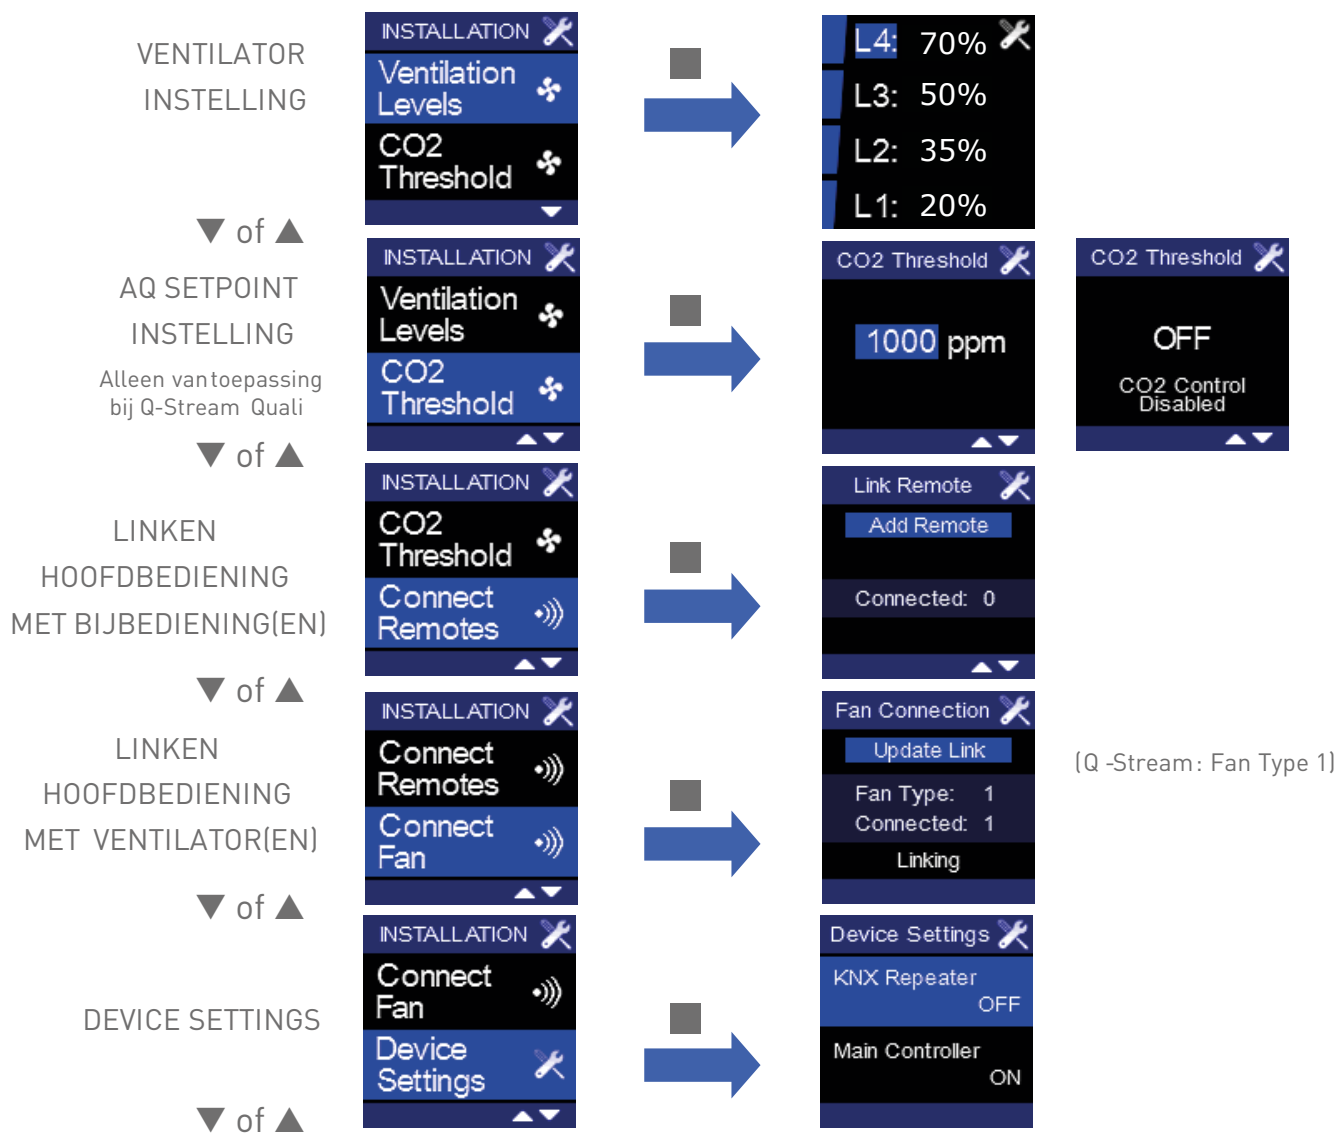 VENTILATOR
INSTELLING
INSTALLATION
Ventilation
Levels
CO2
Threshold
L4: 70%
L3: 50%
L2: 35%
L1: 20%
▼ of ▲
AQ SETPOINT
INSTELLING
Alleen van toepassing
bij Q-Stream Quali
INSTALLATION
Ventilation
Levels
CO2
Threshold
CO2 Threshold
1000 ppm
CO2 Threshold
OFF
CO2 Control
Disabled
▼ of ▲
LINKEN
HOOFDBEDIENING
MET BIJBEDIENING(EN)
INSTALLATION
CO2
Threshold
Connect
Remotes
Link Remote
Add Remote
Connected: 0
▼ of ▲
LINKEN
HOOFDBEDIENING
MET VENTILATOR(EN)
INSTALLATION
Connect
Remotes
Connect
Fan
Fan Connection
Update Link
Fan Type: 1
Connected: 1
Linking
(Q -Stream: Fan Type 1)
▼ of ▲
DEVICE SETTINGS
INSTALLATION
Connect
Fan
Device
Settings
Device Settings
KNX Repeater
OFF
Main Controller
ON
▼ of ▲